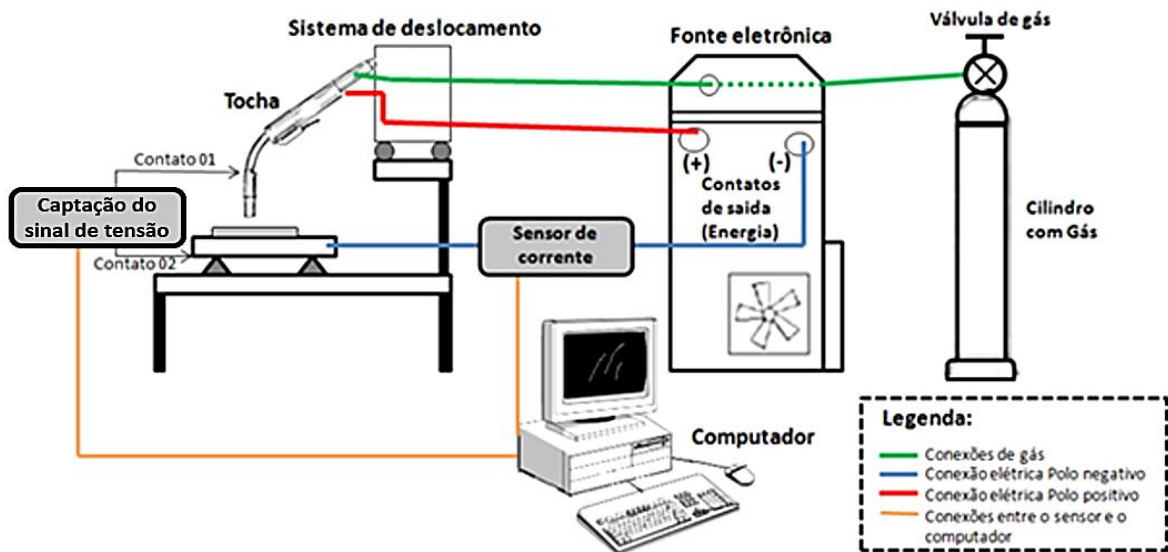 Válvula de gás
Sistema de deslocamento
Fonte eletrônica
Tocha
Contato 01
(+)
(-)
Captação do
sinal de tensão
Contatos
de saida
(Energia)
Sensor de
corrente
Cilindro
com Gás
Contato 02
Computador
Legenda:
Conexões de gás
Conexão elétrica Polo negativo
Conexão elétrica Polo positivo
Conexões entre o sensor e o
computador